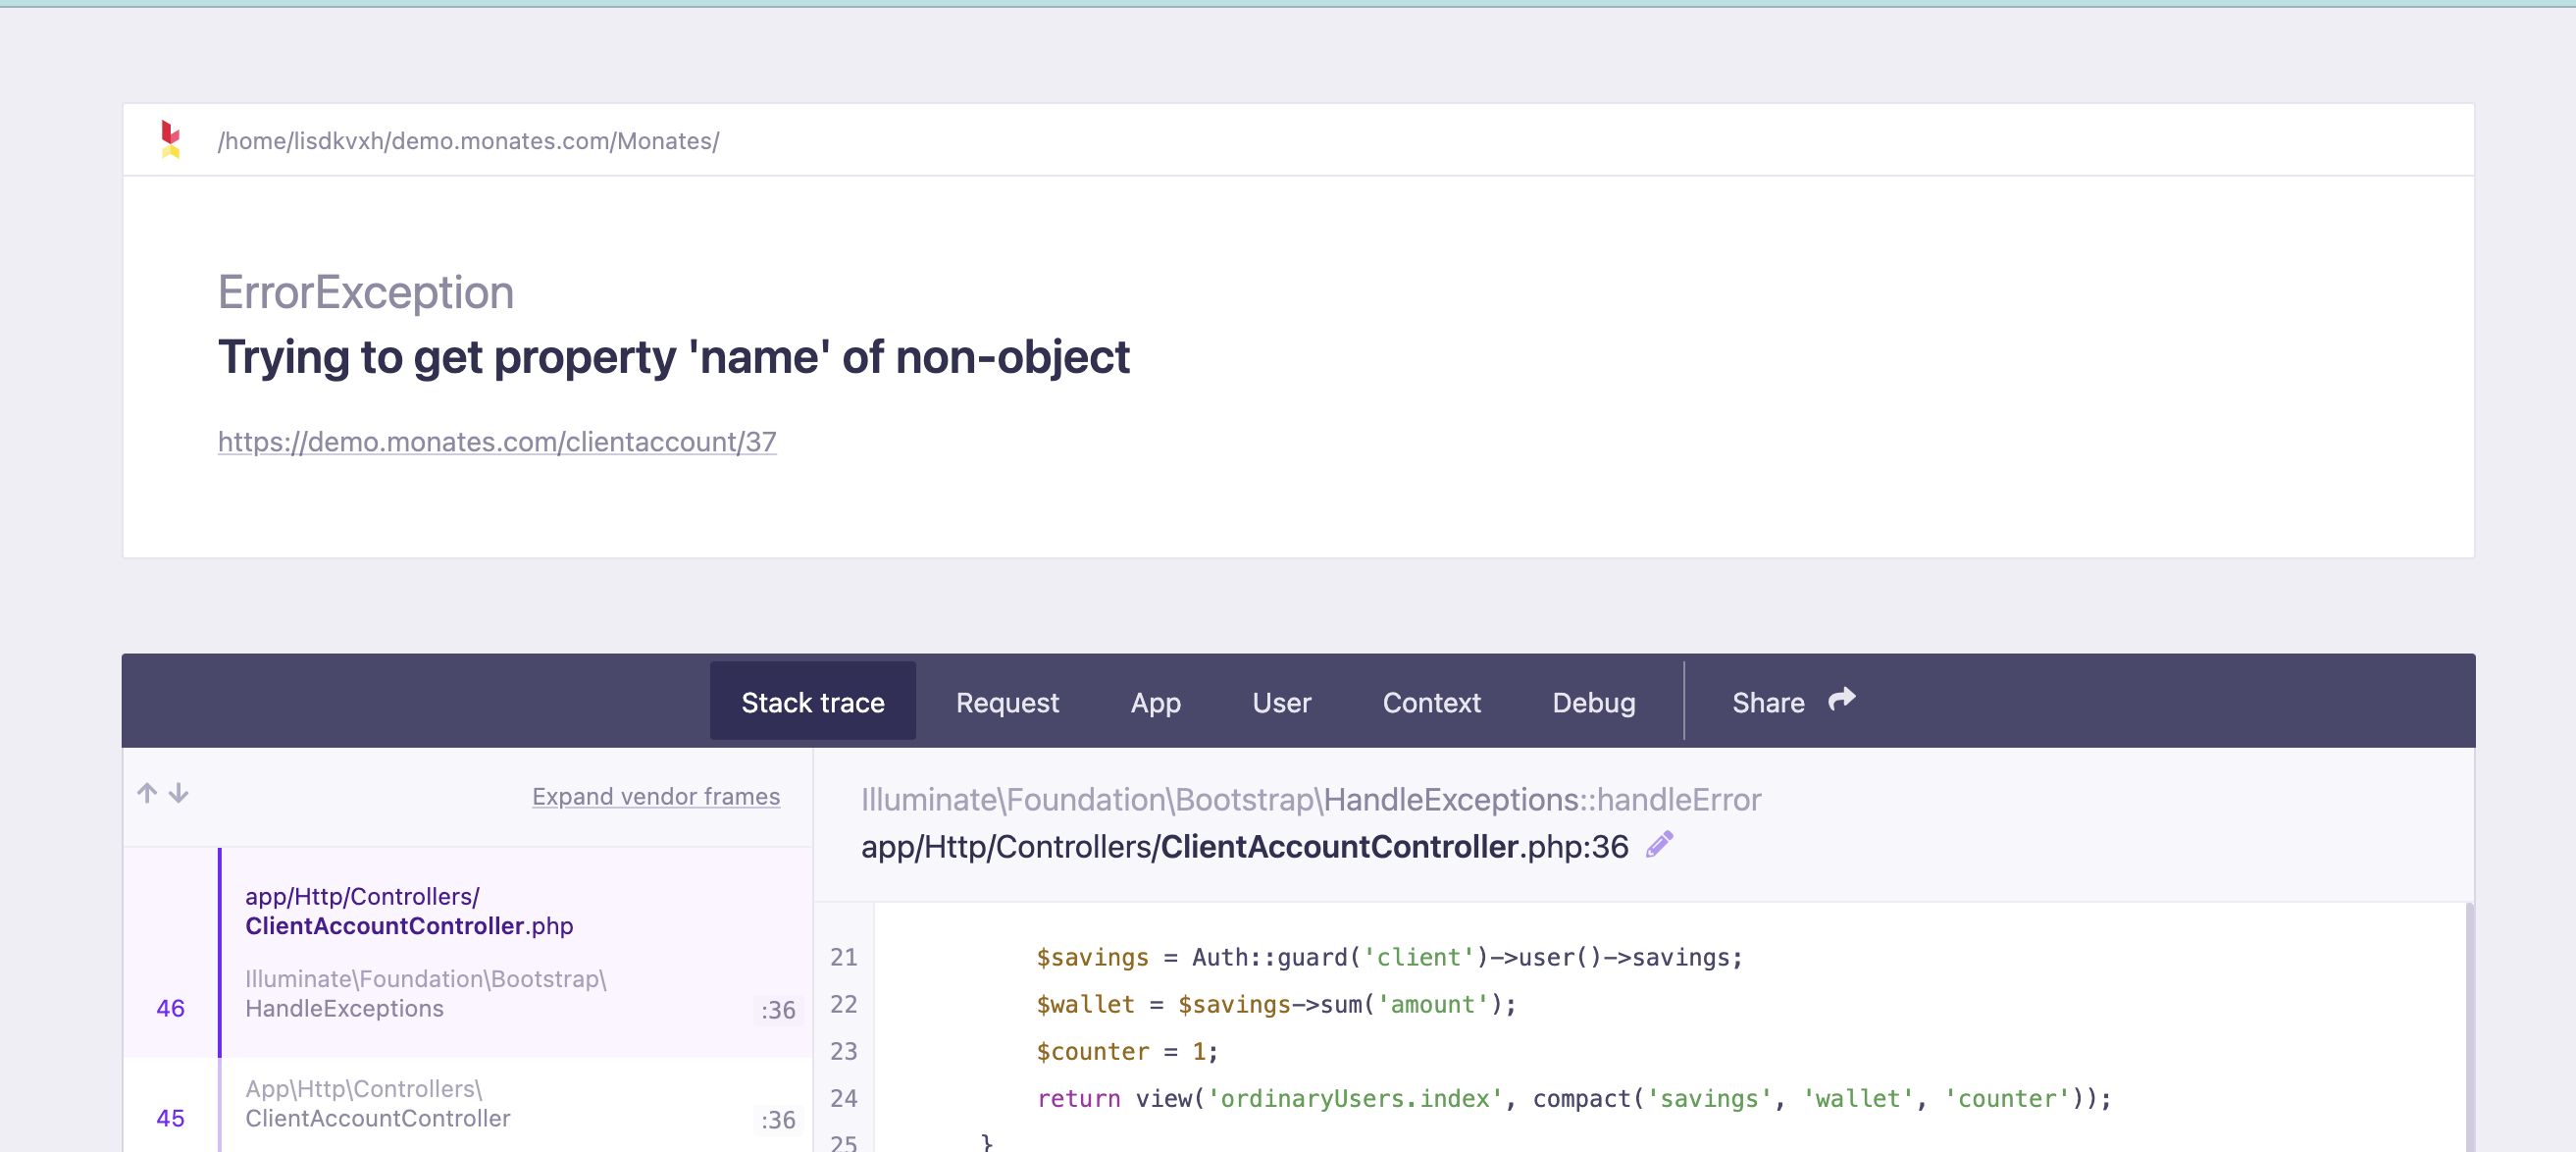 /home/lisdkvxh/demo.monates.com/Monates/
ErrorException
Trying to get property 'name' of non-object
https://demo.monates.com/clientaccount/37
Stack trace Request App User Context Debug Share
Expand vendor frames
app/Http/Controllers/
ClientAccountController.php
Illuminate\Foundation\Bootstrap\
46 HandleExceptions :36
App\Http\Controllers\
45 ClientAccountController :36
Illuminate\Foundation\Bootstrap\HandleExceptions::handleError
app/Http/Controllers/ClientAccountController.php:36
21 $savings = Auth::guard('client')->user()->savings;
22 $wallet = $savings->sum('amount');
23 $counter = 1;
24 return view('ordinaryUsers.index', compact('savings', 'wallet', 'counter'));
25 }